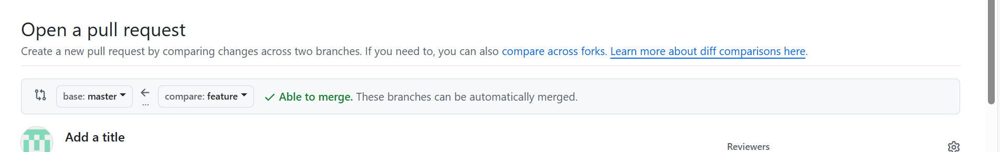 Open a pull request
Create a new pull request by comparing changes across two branches. If you need to, you can also compare across forks. Learn more about diff comparisons here.
base: master ← compare: feature ✓ Able to merge. These branches can be automatically merged.
...
Add a title
Reviewers